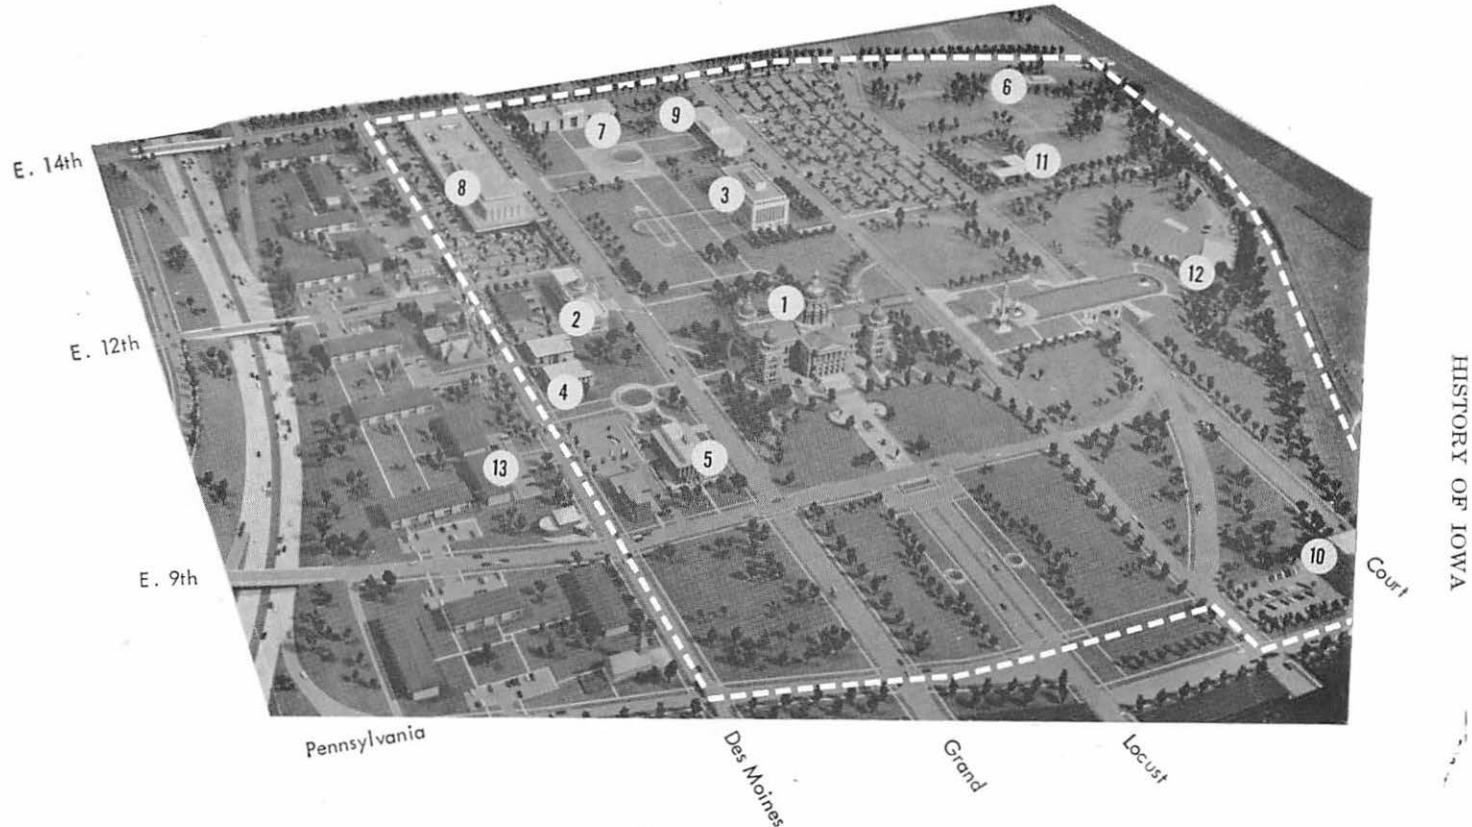 6
9
7
11
E. 14th
8
3
12
1
2
E. 12th
4
HISTORY OF IOWA
5
13
10
E. 9th
Court
Pennsylvania
Des Moines
Grand
Locust